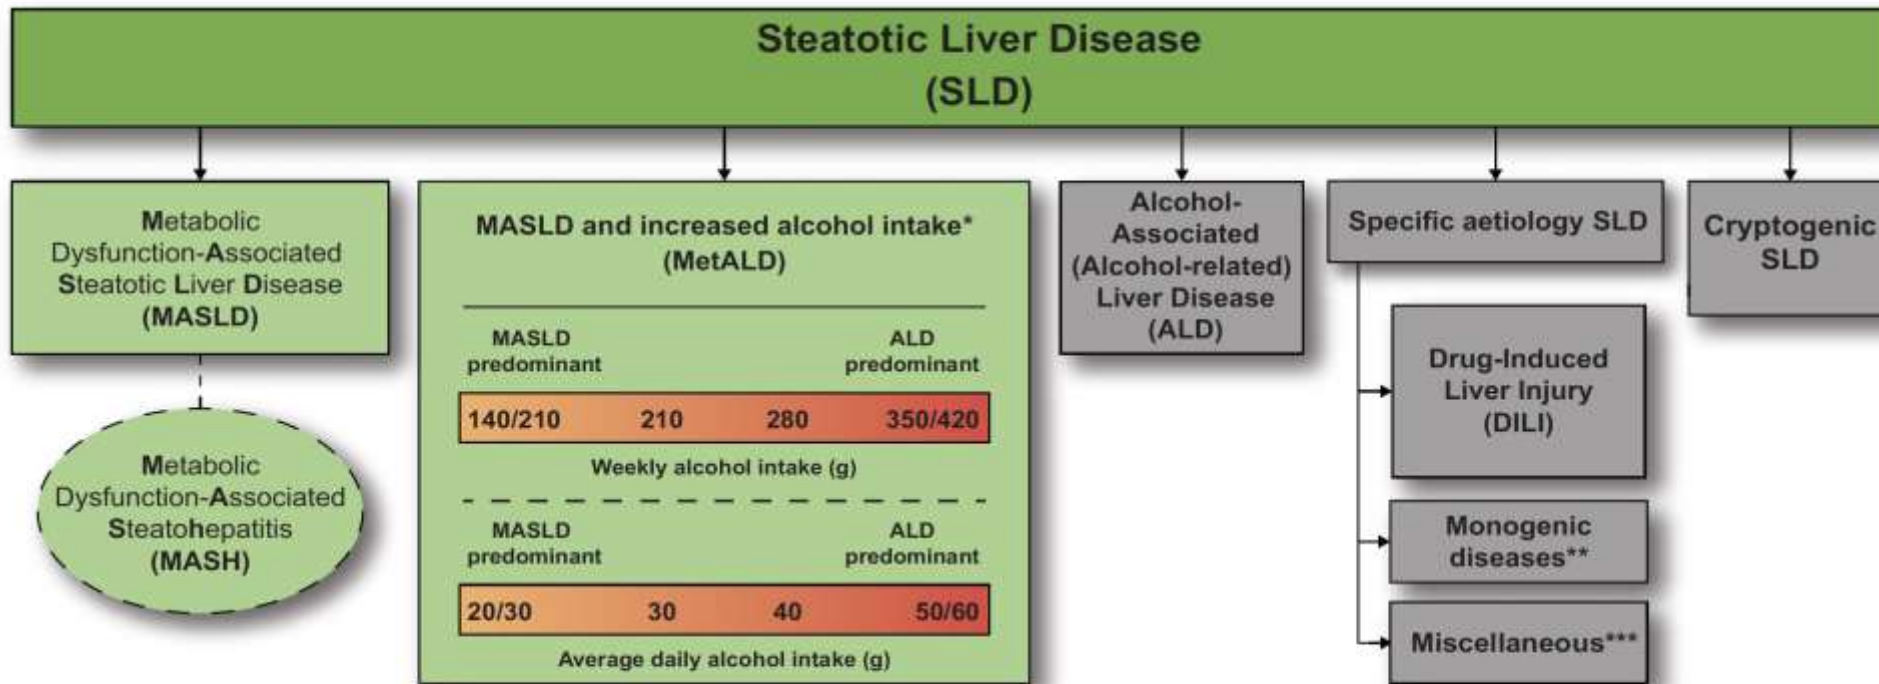 Steatotic Liver Disease
(SLD)
Metabolic
Dysfunction-Associated
Steatotic Liver Disease
(MASLD)
Metabolic
Dysfunction-Associated
Steatohepatitis
(MASH)
MASLD and increased alcohol intake*
(MetALD)
MASLD predominant
ALD predominant
140/210 210 280 350/420
Weekly alcohol intake (g)
MASLD predominant
ALD predominant
20/30 30 40 50/60
Average daily alcohol intake (g)
Alcohol-
Associated
(Alcohol-related)
Liver Disease
(ALD)
Specific aetiology SLD
Drug-Induced
Liver Injury
(DILI)
Monogenic
diseases**
Miscellaneous***
Cryptogenic
SLD